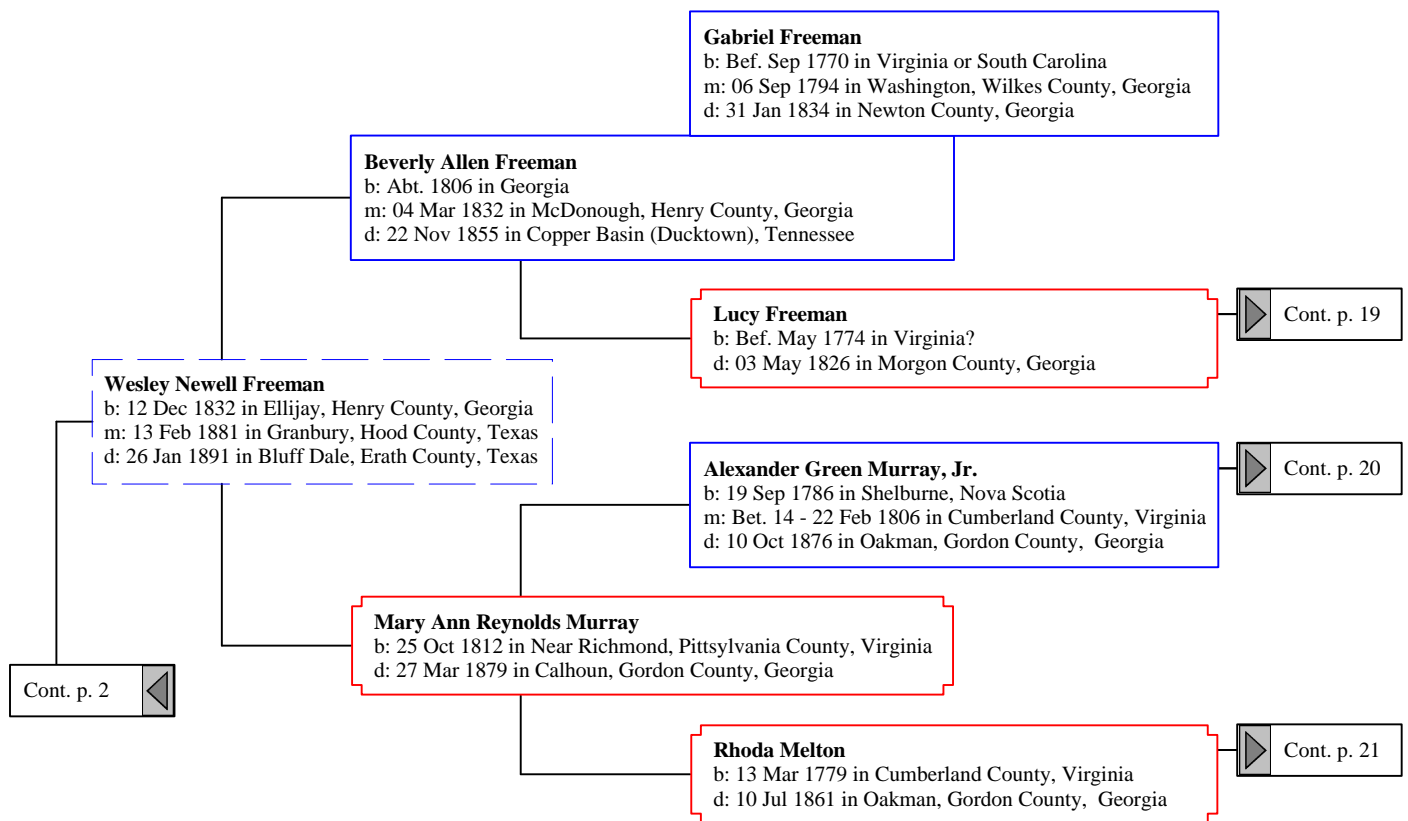 Gabriel Freeman
b: Bef. Sep 1770 in Virginia or South Carolina
m: 06 Sep 1794 in Washington, Wilkes County, Georgia
d: 31 Jan 1834 in Newton County, Georgia
Beverly Allen Freeman
b: Abt. 1806 in Georgia
m: 04 Mar 1832 in McDonough, Henry County, Georgia
d: 22 Nov 1855 in Copper Basin (Ducktown), Tennessee
Lucy Freeman
b: Bef. May 1774 in Virginia?
d: 03 May 1826 in Morgon County, Georgia
Cont. p. 19
Wesley Newell Freeman
b: 12 Dec 1832 in Ellijay, Henry County, Georgia
m: 13 Feb 1881 in Granbury, Hood County, Texas
d: 26 Jan 1891 in Bluff Dale, Erath County, Texas
Alexander Green Murray, Jr.
b: 19 Sep 1786 in Shelburne, Nova Scotia
m: Bet. 14 - 22 Feb 1806 in Cumberland County, Virginia
d: 10 Oct 1876 in Oakman, Gordon County,  Georgia
Cont. p. 20
Mary Ann Reynolds Murray
b: 25 Oct 1812 in Near Richmond, Pittsylvania County, Virginia
d: 27 Mar 1879 in Calhoun, Gordon County, Georgia
Cont. p. 2
Rhoda Melton
b: 13 Mar 1779 in Cumberland County, Virginia
d: 10 Jul 1861 in Oakman, Gordon County,  Georgia
Cont. p. 21